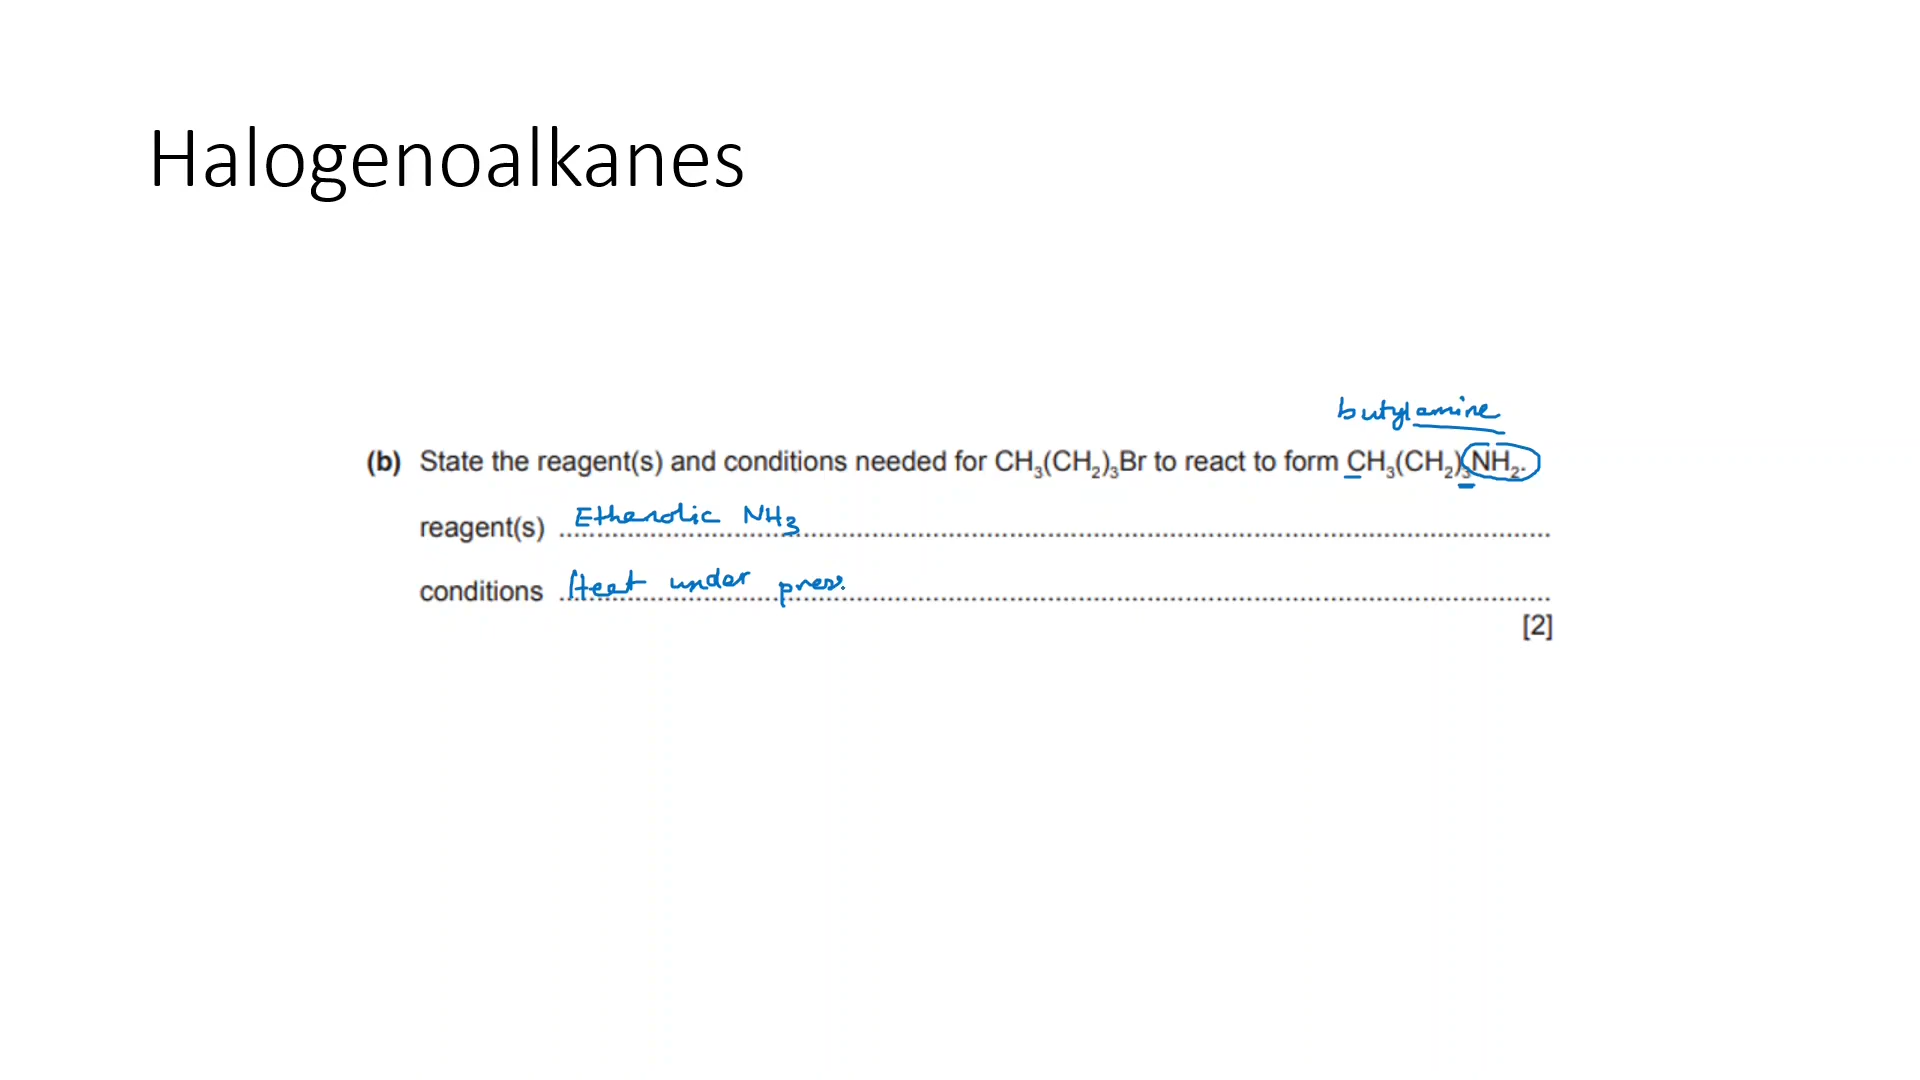 Halogenoalkanes
butylamine
(b) State the reagent(s) and conditions needed for CH₃(CH₂)₃Br to react to form CH₃(CH₂)₃NH₂.
reagent(s) Ethanolic NH₃
conditions Heat under press.
[2]